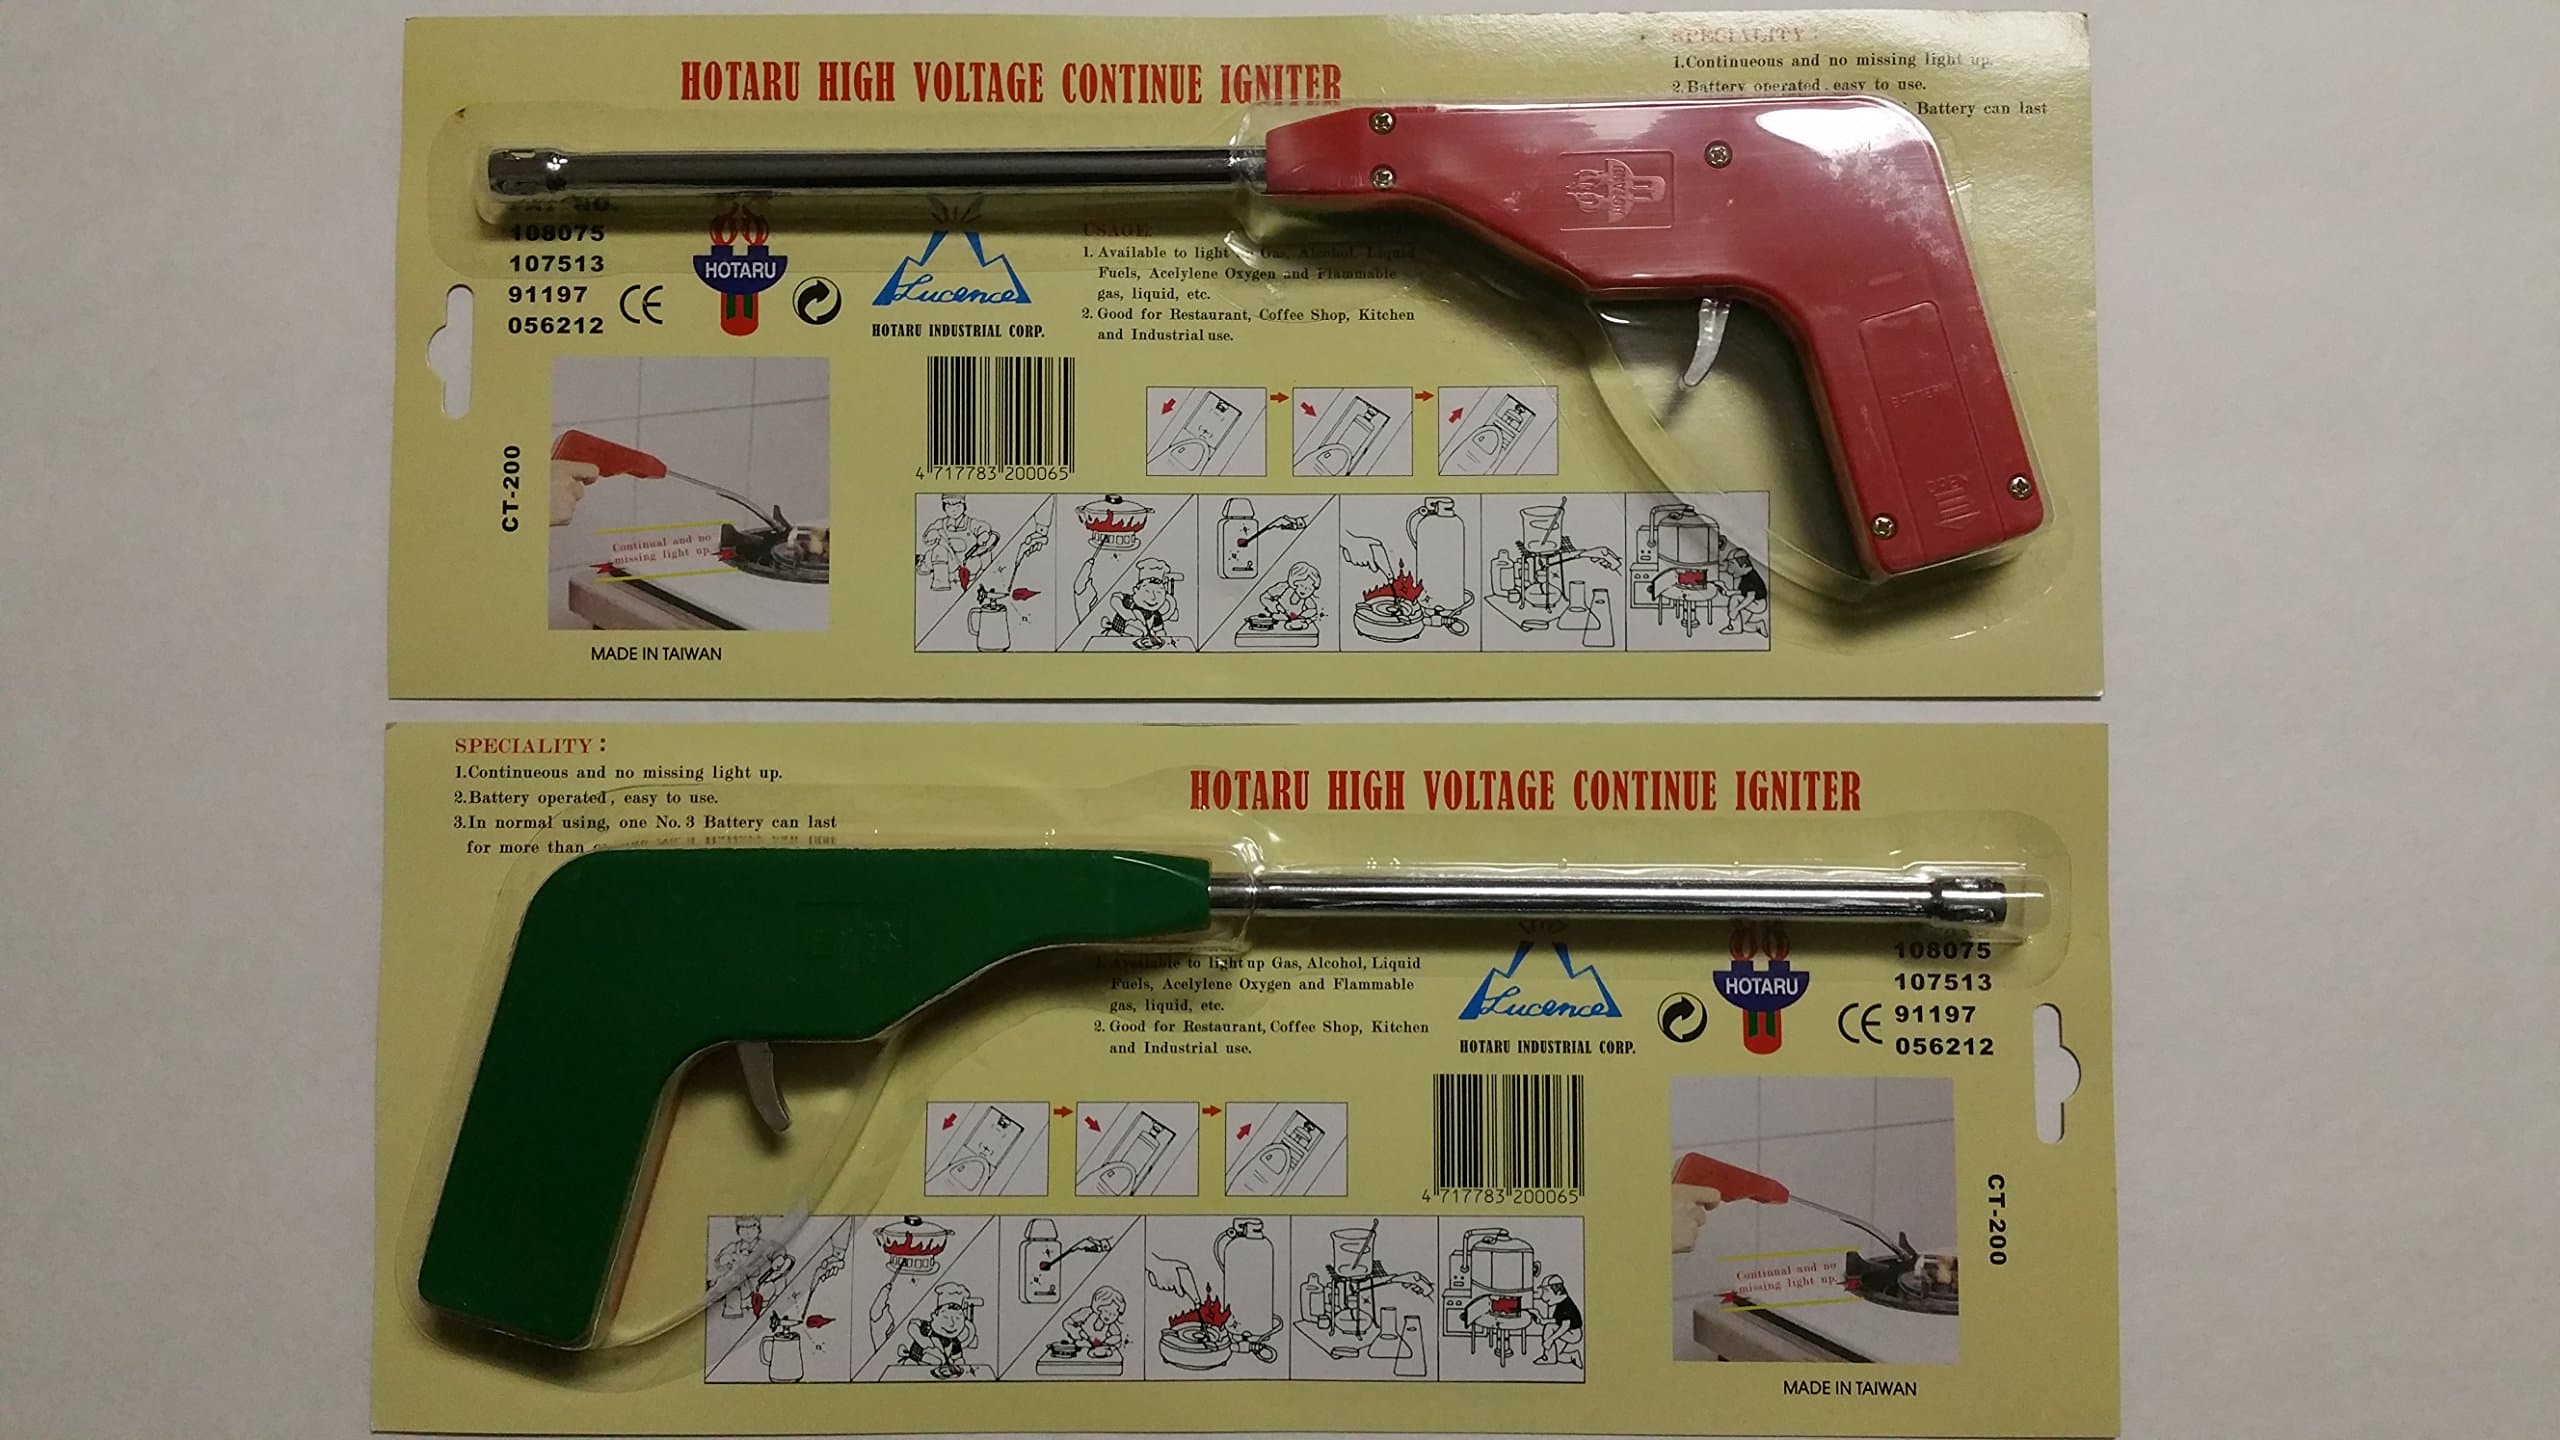 HOTARU HIGH VOLTAGE CONTINUE IGNITER
SPECIALITY :
1.Continueous and no missing light up.
2.Battery operated, easy to use.
Battery can last
PAT. NO.
108075
107513
91197
056212
CE
HOTARU
Lucence
HOTARU INDUSTRIAL CORP.
USAGE:
1. Available to light Gas, Alcohol, Liquid
Fuels, Acelylene Oxygen and Flammable
gas, liquid, etc.
2. Good for Restaurant, Coffee Shop, Kitchen
and Industrial use.
HOTARU
BATTERY
4 717783 200065
CT-200
Continual and no
missing light up.
MADE IN TAIWAN
SPECIALITY :
1.Continueous and no missing light up.
2.Battery operated, easy to use.
3.In normal using, one No. 3 Battery can last
for more than
HOTARU HIGH VOLTAGE CONTINUE IGNITER
1. Available to light up Gas, Alcohol, Liquid
Fuels, Acelylene Oxygen and Flammable
gas, liquid, etc.
2. Good for Restaurant, Coffee Shop, Kitchen
and Industrial use.
Lucence
HOTARU INDUSTRIAL CORP.
HOTARU
CE
108075
107513
91197
056212
4 717783 200065
CT-200
Continual and no
missing light up.
MADE IN TAIWAN